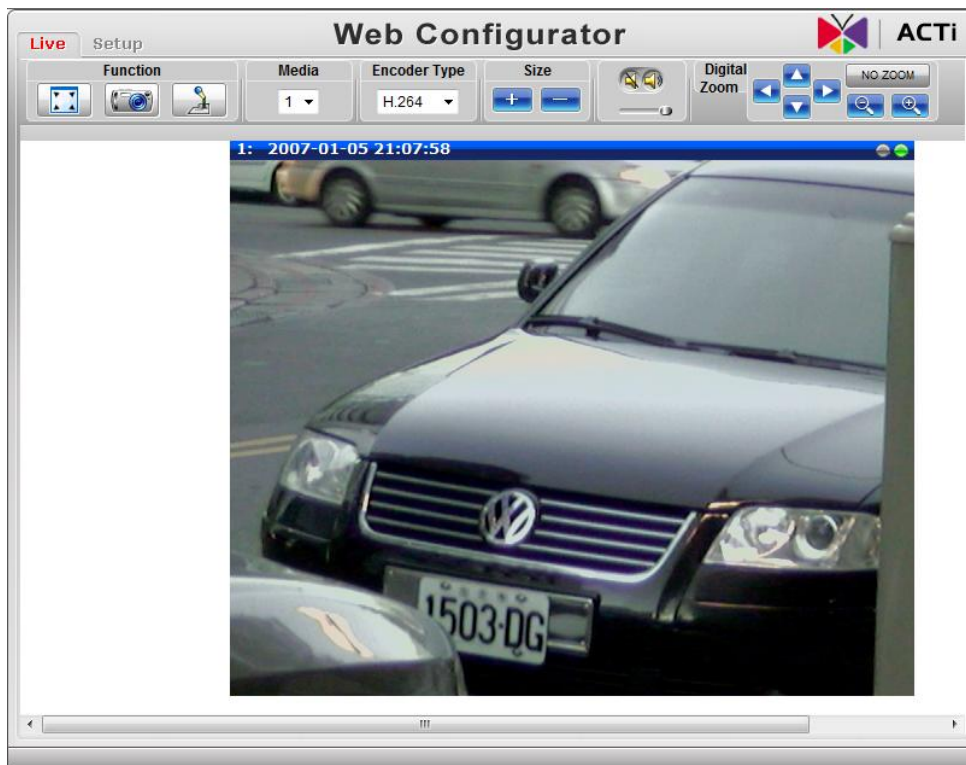 Web Configurator
ACTi
Live
Setup
Function
Media
Encoder Type
Size
Digital Zoom
NO ZOOM
1
H.264
1: 2007-01-05 21:07:58
1503-DG